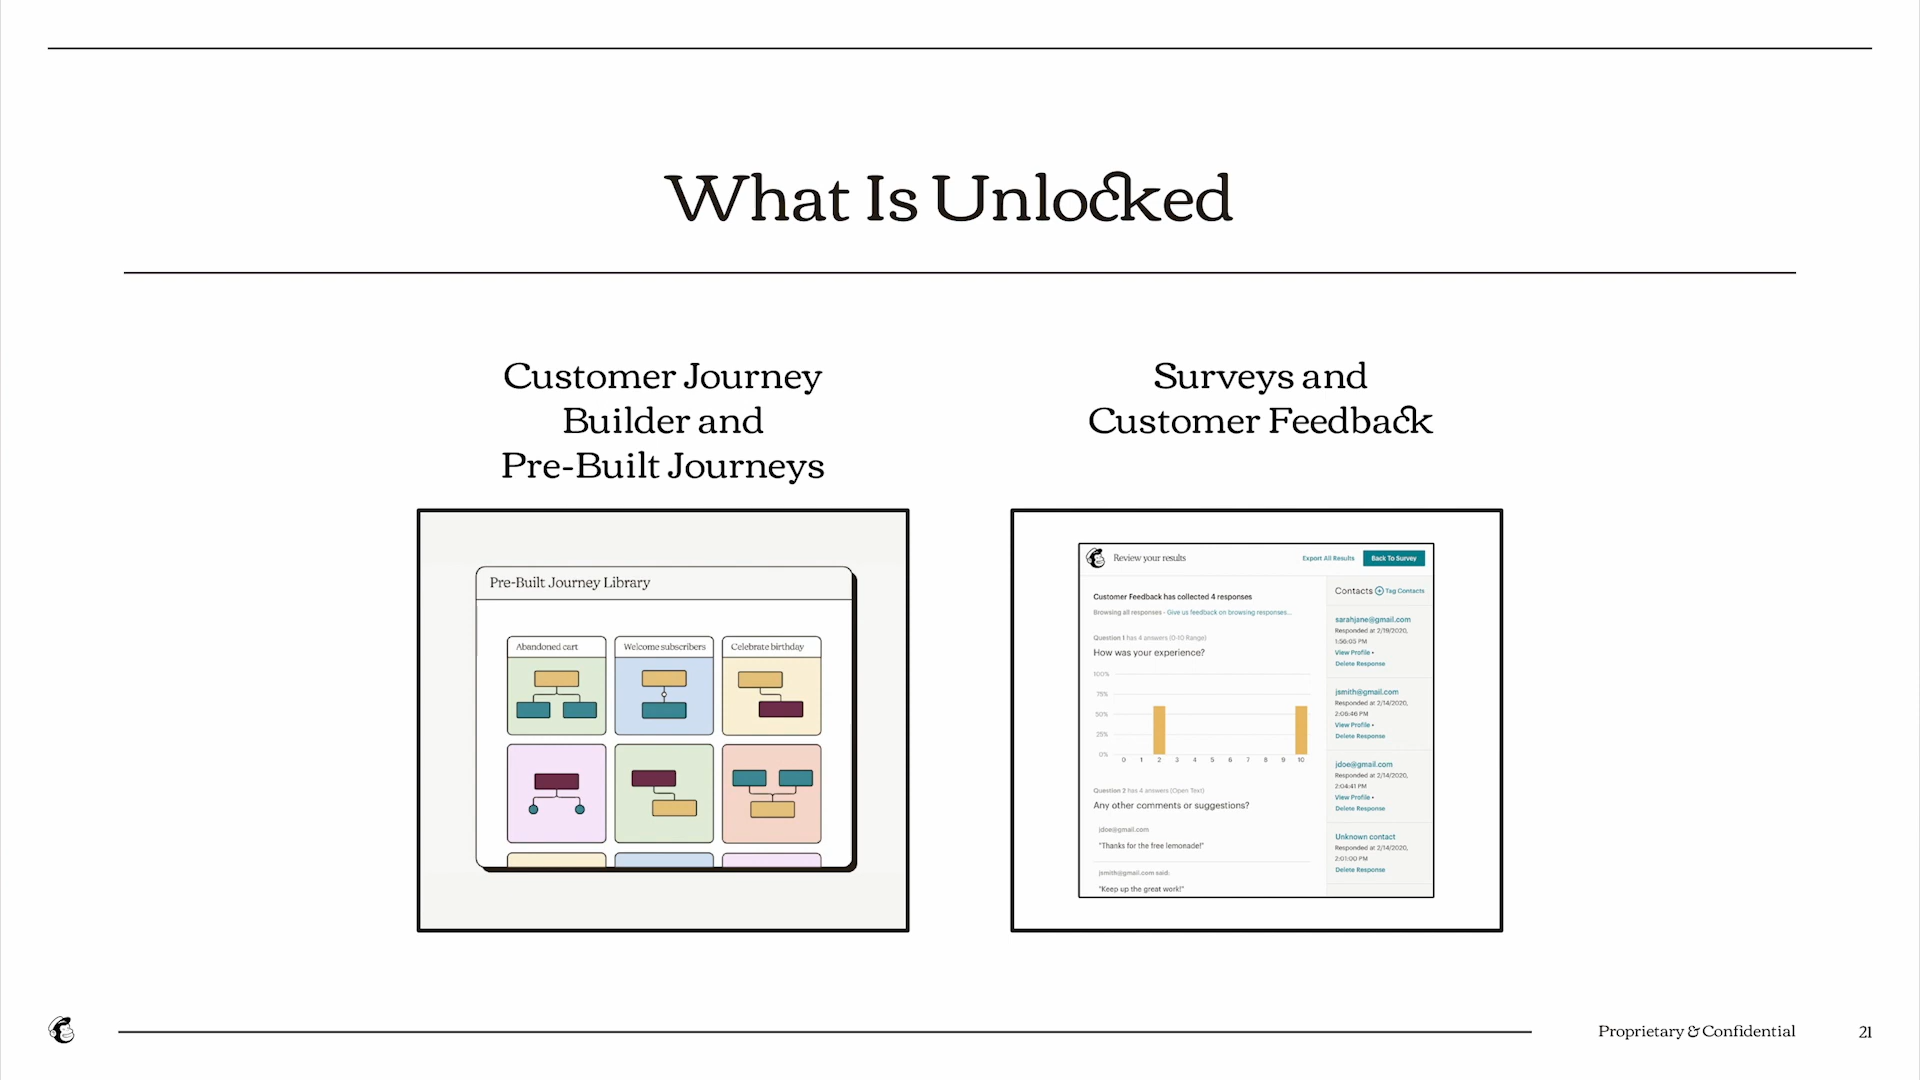 What Is Unlocked
Customer Journey
Builder and
Pre-Built Journeys
Surveys and
Customer Feedback
Pre-Built Journey Library
Abandoned cart
Welcome subscribers
Celebrate birthday
Review your results
Export All Results
Back To Survey
Customer Feedback has collected 4 responses
Browsing all responses - Give us feedback on browsing responses...
Question 1 has 4 answers (0-10 Range)
How was your experience?
100%
75%
50%
25%
0%
0 1 2 3 4 5 6 7 8 9 10
Question 2 has 4 answers (Open Text)
Any other comments or suggestions?
jdoe@gmail.com
"Thanks for the free lemonade!"
jsmith@gmail.com said:
"Keep up the great work!"
Contacts Tag Contacts
sarahjane@gmail.com
Responded at 2/19/2020,
1:56:05 PM
View Profile •
Delete Response
jsmith@gmail.com
Responded at 2/14/2020,
2:06:46 PM
View Profile •
Delete Response
jdoe@gmail.com
Responded at 2/14/2020,
2:04:41 PM
View Profile •
Delete Response
Unknown contact
Responded at 2/14/2020,
2:01:00 PM
Delete Response
Proprietary & Confidential
21